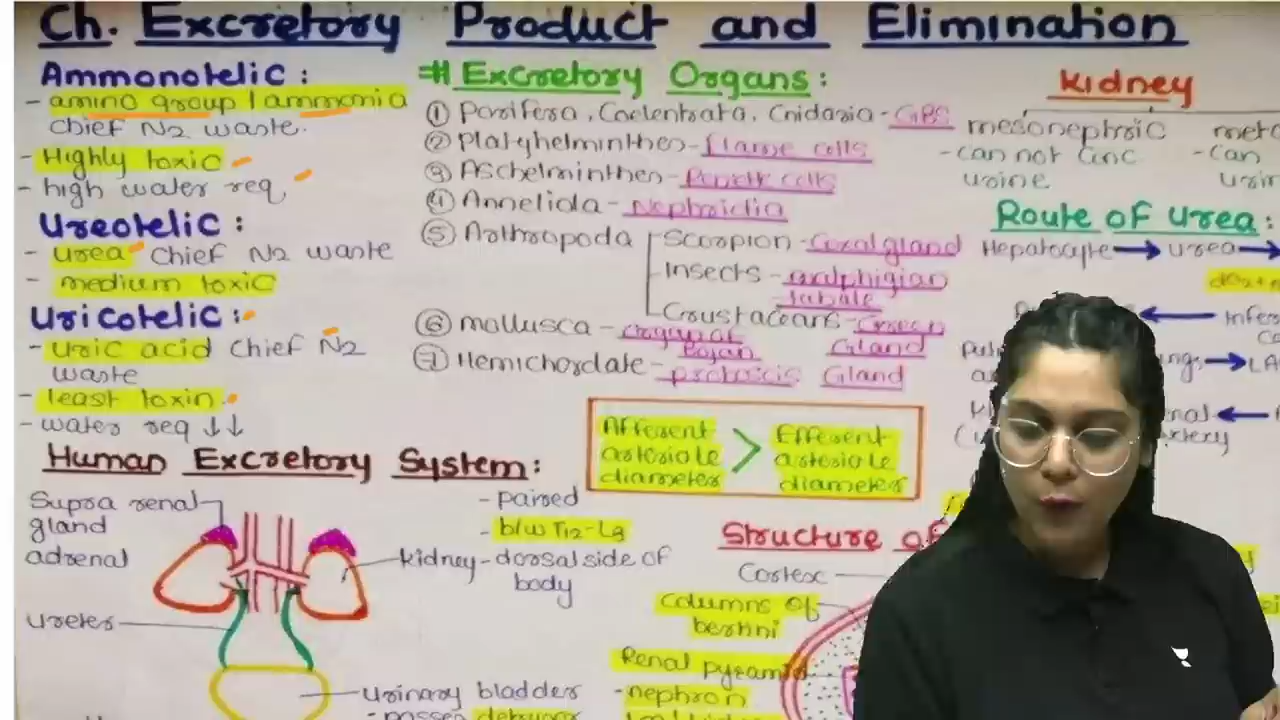 Ch. Excretory Product and Elimination
Ammonotelic :
- amino group / ammonia
chief N2 waste.
- Highly toxic
- high water req
Ureotelic :
- urea chief N2 waste
- medium toxic
Uricotelic :
- uric acid chief N2
waste
- least toxin
- water req ↓↓
# Excretory Organs :
① Porifera, Coelentrata, Cnidaria - GBS
② Platyhelminthes - flame cells
③ Aschelminthes -
④ Annelida - Nephridia
⑤ Arthropoda
Scorpion - Coxal gland
Insects - malphigian
tubule
Crustaceans - Green
Gland
⑥ mollusca - organ of
Bojan
⑦ Hemichordate - proboscis Gland
Kidney
mesonephric
- can not Conc
urine
- can
Route of urea :
Hepatocyte → urea →
Afferent
arteriole
diameter
>
Efferent
arteriole
diameter
Human Excretory System :
Supra renal
gland
adrenal
ureter
- paired
- b/w T12-L3
kidney - dorsal side of
body
urinary bladder
Structure of
Cortex
Columns of
bertini
Renal pyramid
- nephron